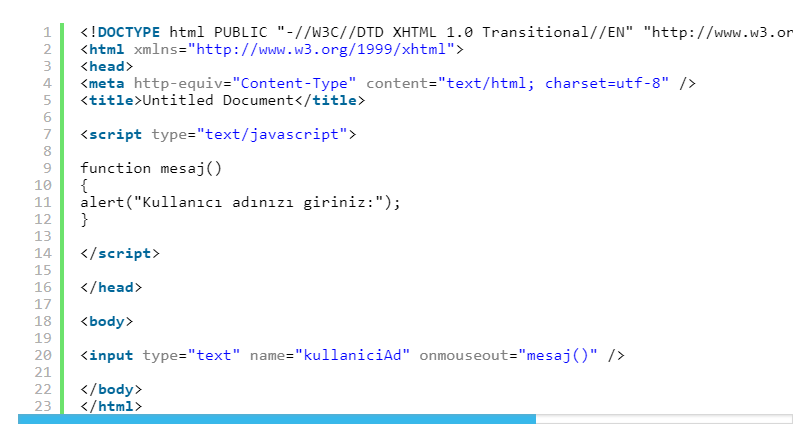 1 <!DOCTYPE html PUBLIC "-//W3C//DTD XHTML 1.0 Transitional//EN" "http://www.w3.or
2 <html xmlns="http://www.w3.org/1999/xhtml">
3 <head>
4 <meta http-equiv="Content-Type" content="text/html; charset=utf-8" />
5 <title>Untitled Document</title>
6
7 <script type="text/javascript">
8
9 function mesaj()
10 {
11 alert("Kullanıcı adınızı giriniz:");
12 }
13
14 </script>
15
16 </head>
17
18 <body>
19
20 <input type="text" name="kullaniciAd" onmouseout="mesaj()" />
21
22 </body>
23 </html>